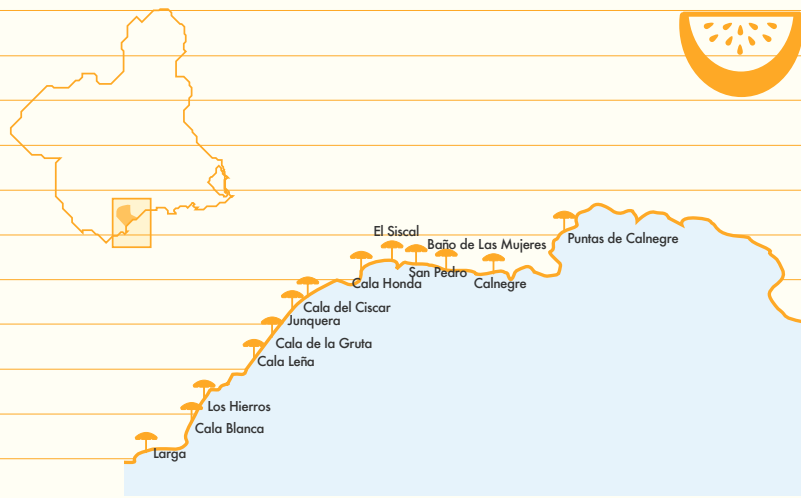 El Siscal
Baño de Las Mujeres
Puntas de Calnegre
San Pedro
Cala Honda
Calnegre
Cala del Ciscar
Junquera
Cala de la Gruta
Cala Leña
Los Hierros
Cala Blanca
Larga